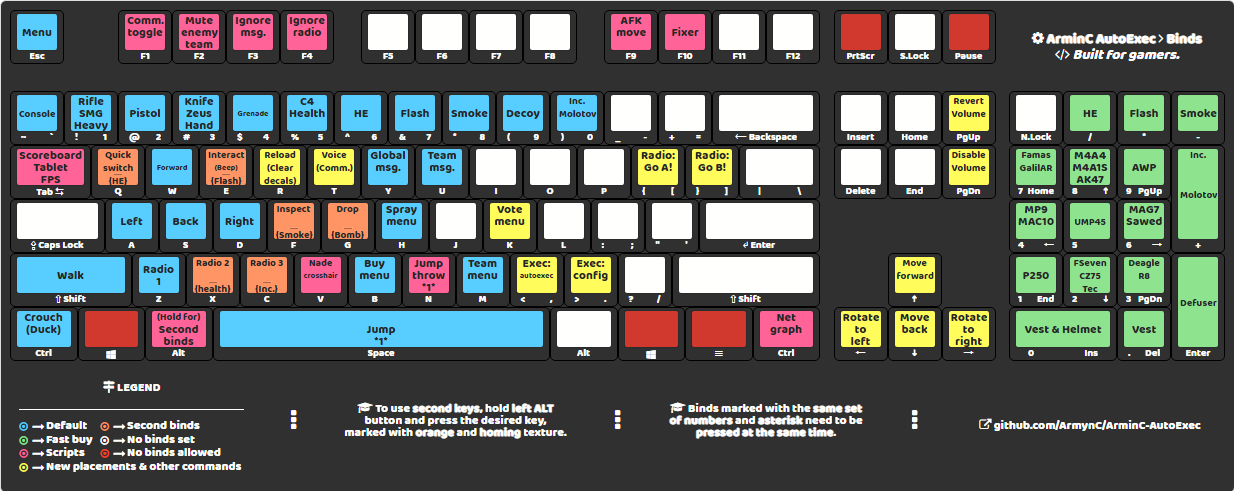 Menu
Esc
Comm. toggle
F1
Mute enemy team
F2
Ignore msg.
F3
Ignore radio
F4
F5
F6
F7
F8
AFK move
F9
Fixer
F10
F11
F12
PrtScr
S.Lock
Pause
ArminC AutoExec > Binds
</> Built For gamers.
Console
~ `
Rifle SMG Heavy
! 1
Pistol
@ 2
Knife Zeus Hand
# 3
Grenade
$ 4
C4 Health
% 5
HE
^ 6
Flash
& 7
Smoke
* 8
Decoy
( 9
Inc. Molotov
) 0
_ -
+ =
← Backspace
Insert
Home
Revert Volume
PgUp
N.Lock
HE
/
Flash
*
Smoke
-
Scoreboard Tablet FPS
Tab ⇆
Quick switch
(HE)
Q
Forward
W
Interact
(Beep)
(Flash)
E
Reload
(Clear decals)
R
Voice
(Comm.)
T
Global msg.
Y
Team msg.
U
I
O
P
Radio: Go A!
{ [
Radio: Go B!
} ]
| \
Delete
End
Disable Volume
PgDn
Famas GalilAR
7 Home
M4A4 M4A1S AK47
8 ↑
AWP
9 PgUp
Inc.
Molotov
+
⇪ Caps Lock
Left
A
Back
S
Right
D
Inspect
...
(Smoke)
F
Drop
...
(Bomb)
G
Spray menu
H
J
Vote menu
K
L
: ;
" '
↵ Enter
MP9 MAC10
4 ←
UMP45
5
MAG7 Sawed
6 →
⇧ Shift
Walk
Radio 1
Z
Radio 2
...
(health)
X
Radio 3
...
(Inc.)
C
Nade
crosshair
V
Buy menu
B
Jump throw
*1*
N
Team menu
M
Exec:
autoexec
< ,
Exec: config
> .
? /
⇧ Shift
Move forward
↑
P250
1 End
FSeven CZ75 Tec
2 ↓
Deagle R8
3 PgDn
Defuser
Enter
Crouch (Duck)
Ctrl
(Hold for) Second binds
Alt
Jump
*1*
Space
Alt
≡
Net graph
Ctrl
Rotate to left
←
Move back
↓
Rotate to right
→
Vest & Helmet
0 Ins
Vest
. Del
LEGEND
→ Default
→ Second binds
→ Fast buy
→ No binds set
→ Scripts
→ No binds allowed
→ New placements & other commands
To use second keys, hold left ALT
button and press the desired key,
marked with orange and homing texture.
Binds marked with the same set
of numbers and asterisk need to be
pressed at the same time.
github.com/ArmynC/ArminC-AutoExec